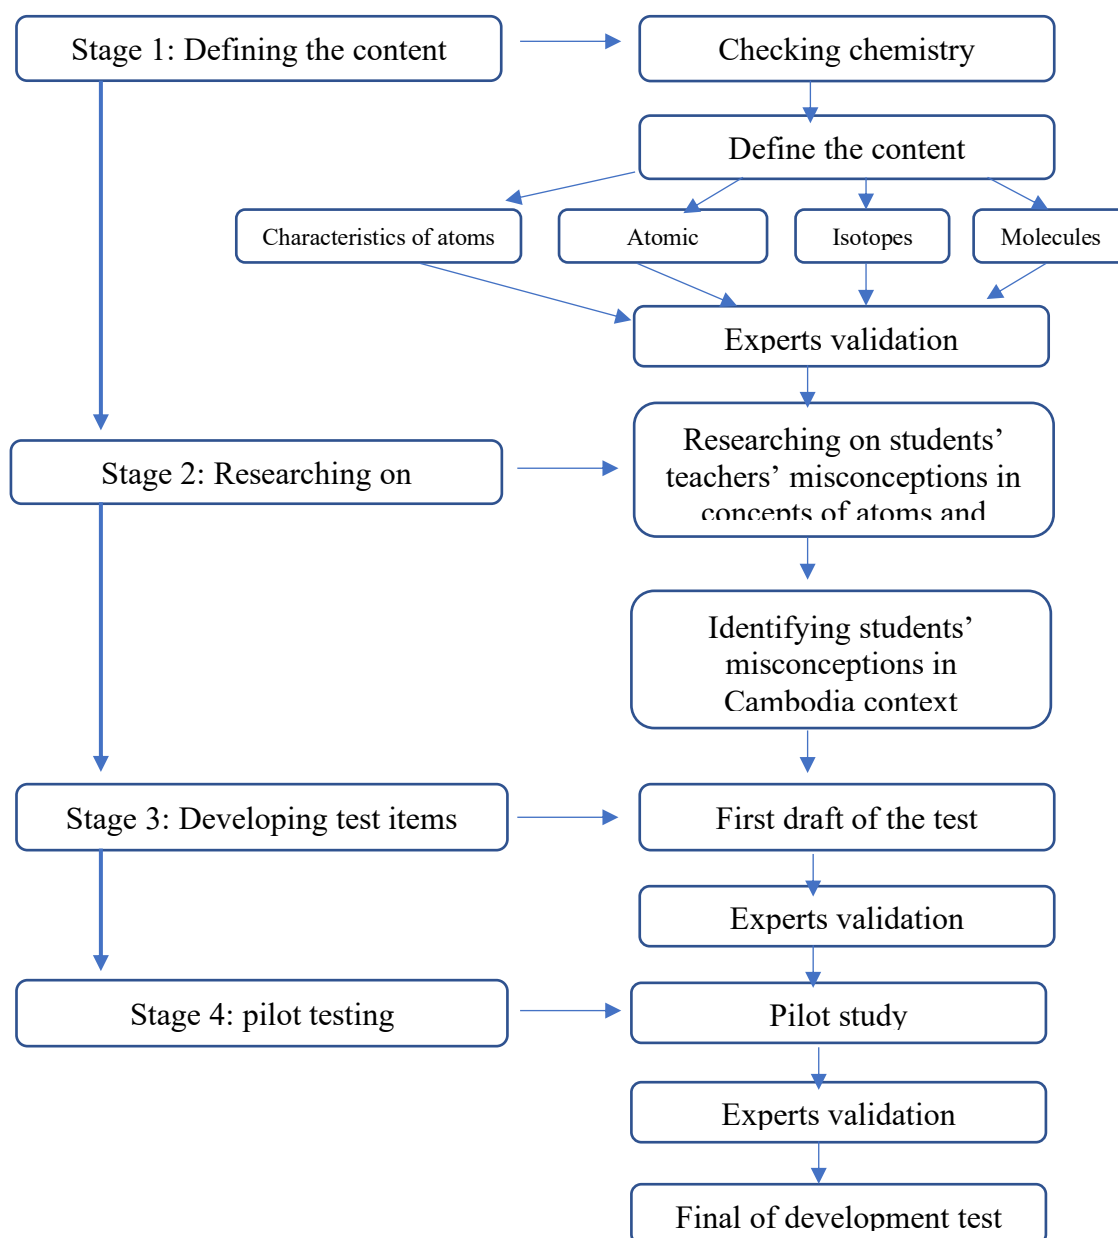 Stage 1: Defining the content
Checking chemistry
Define the content
Characteristics of atoms
Atomic
Isotopes
Molecules
Experts validation
Stage 2: Researching on
Researching on students’
teachers’ misconceptions in
concepts of atoms and
Identifying students’
misconceptions in
Cambodia context
Stage 3: Developing test items
First draft of the test
Experts validation
Stage 4: pilot testing
Pilot study
Experts validation
Final of development test